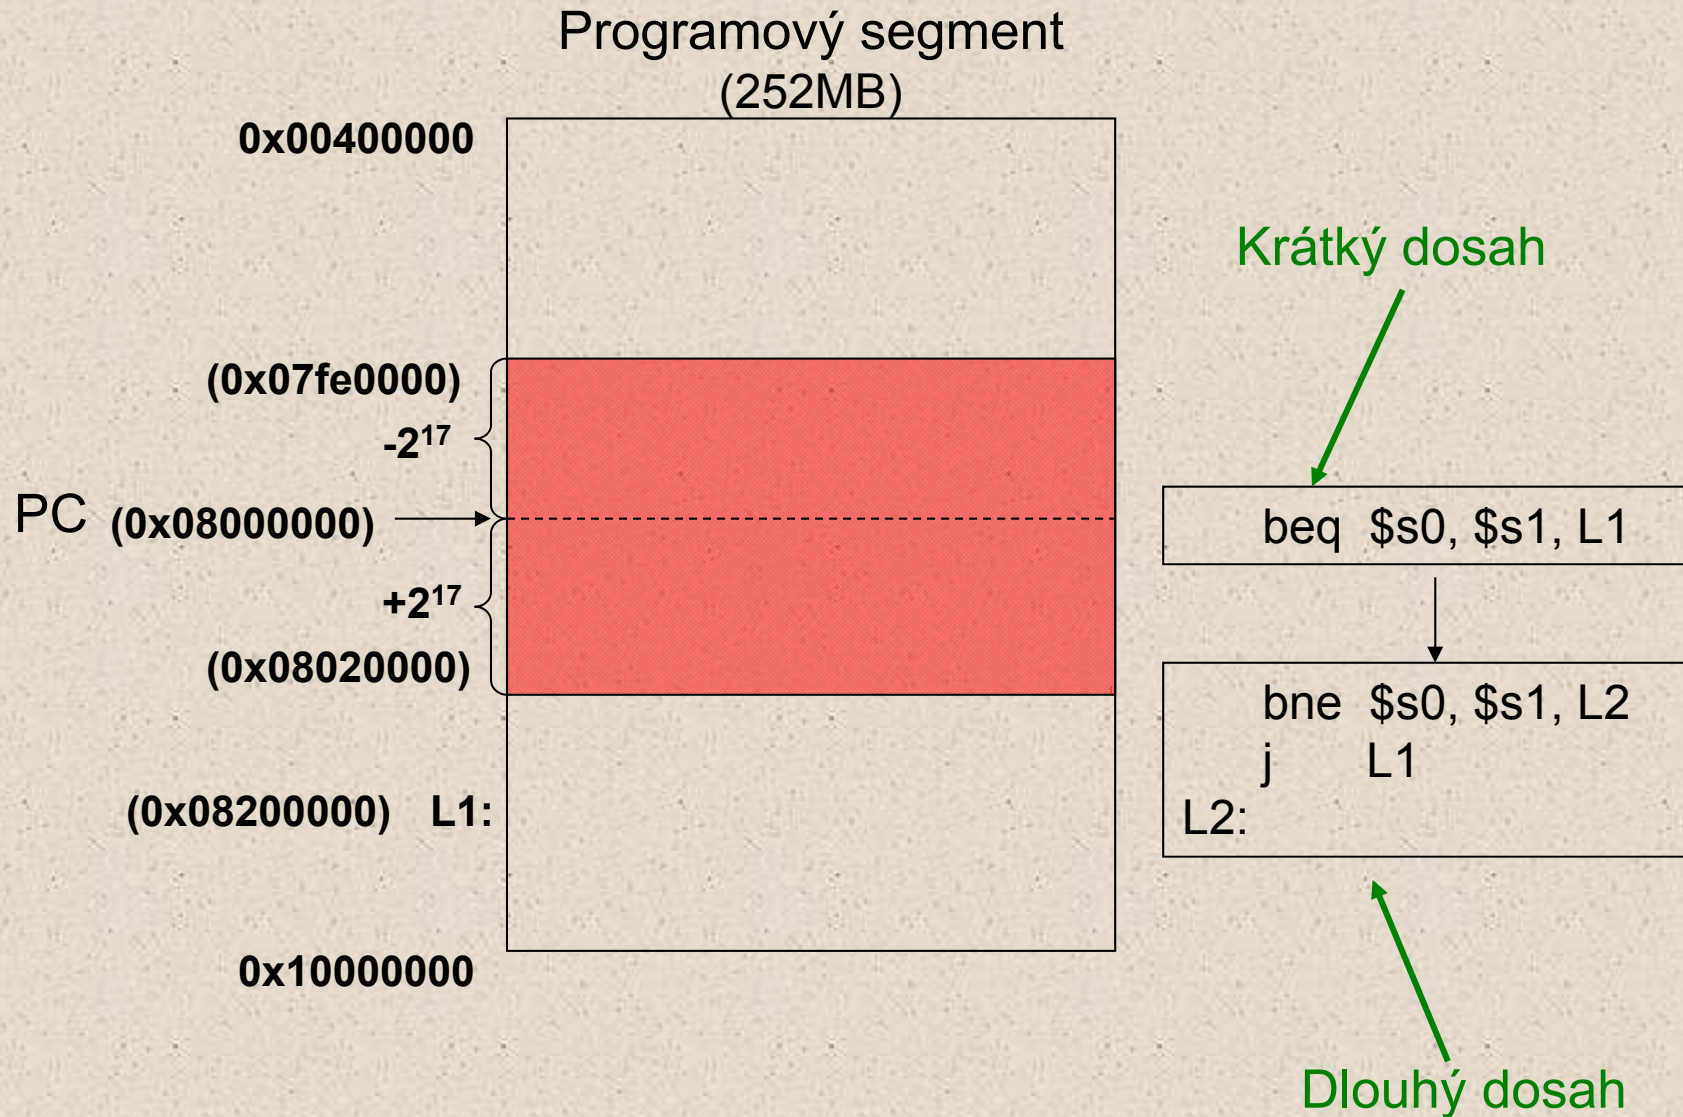 Programový segment
(252MB)
0x00400000
Krátký dosah
(0x07fe0000)
-2¹⁷
PC (0x08000000)
beq $s0, $s1, L1
+2¹⁷
(0x08020000)
bne $s0, $s1, L2
j L1
L2:
(0x08200000) L1:
0x10000000
Dlouhý dosah